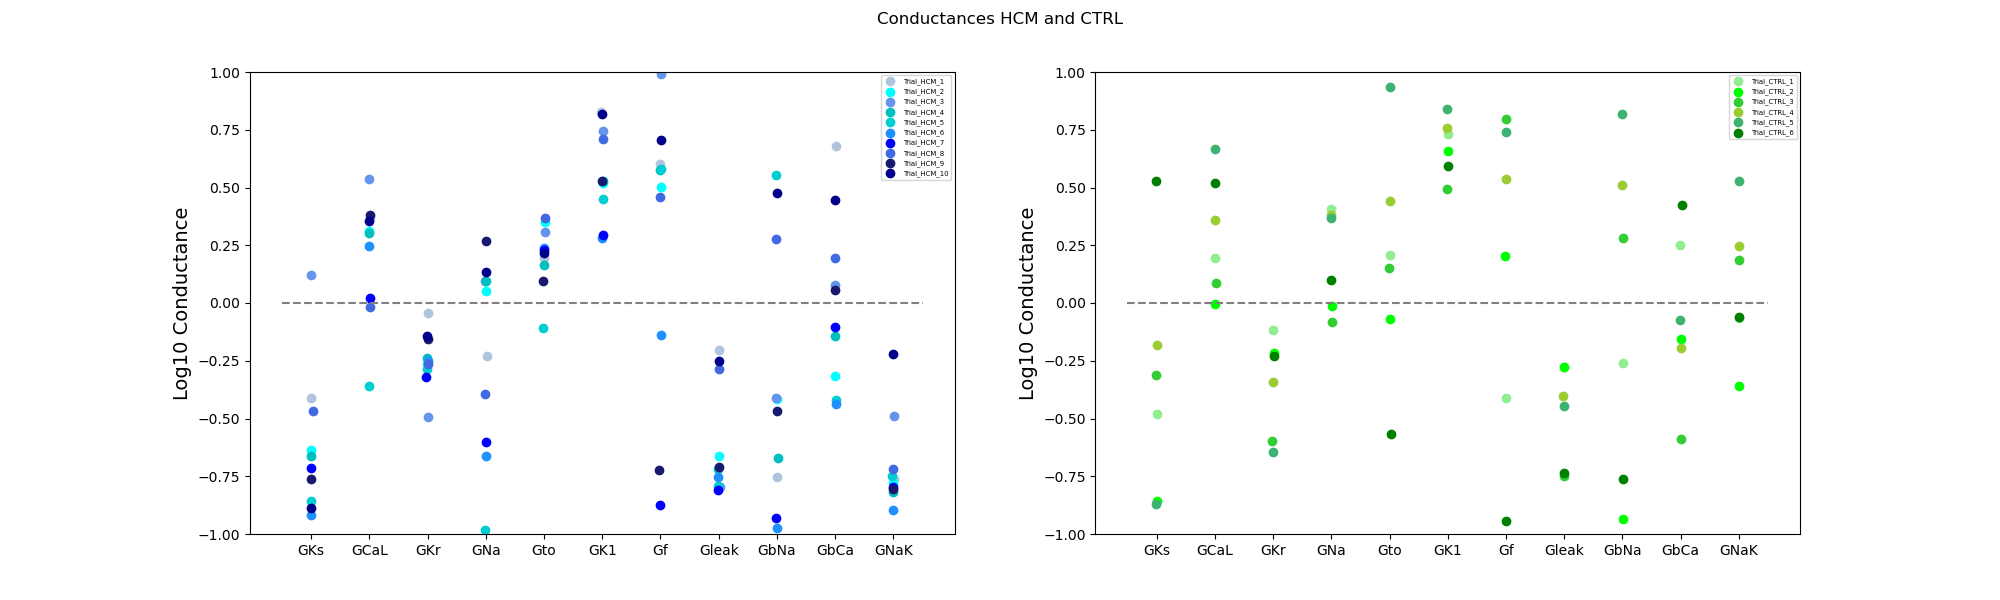 Conductances HCM and CTRL
Log10 Conductance
1.00
0.75
0.50
0.25
0.00
−0.25
−0.50
−0.75
−1.00
GKs GCaL GKr GNa Gto GK1 Gf Gleak GbNa GbCa GNaK
Trial_HCM_1
Trial_HCM_2
Trial_HCM_3
Trial_HCM_4
Trial_HCM_5
Trial_HCM_6
Trial_HCM_7
Trial_HCM_8
Trial_HCM_9
Trial_HCM_10
Log10 Conductance
1.00
0.75
0.50
0.25
0.00
−0.25
−0.50
−0.75
−1.00
GKs GCaL GKr GNa Gto GK1 Gf Gleak GbNa GbCa GNaK
Trial_CTRL_1
Trial_CTRL_2
Trial_CTRL_3
Trial_CTRL_4
Trial_CTRL_5
Trial_CTRL_6